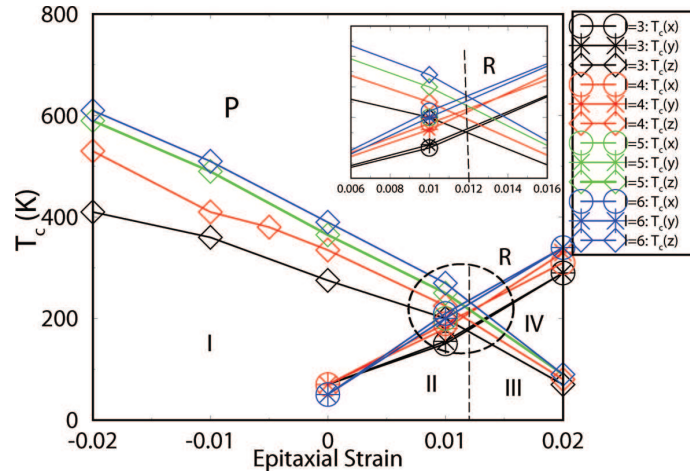 800
600
400
200
0
T_c (K)
-0.02
-0.01
0
0.01
0.02
Epitaxial Strain
P
R
I
II
III
IV
R
0.006
0.008
0.010
0.012
0.014
0.016
l=3: T_c(x)
l=3: T_c(y)
l=3: T_c(z)
l=4: T_c(x)
l=4: T_c(y)
l=4: T_c(z)
l=5: T_c(x)
l=5: T_c(y)
l=5: T_c(z)
l=6: T_c(x)
l=6: T_c(y)
l=6: T_c(z)